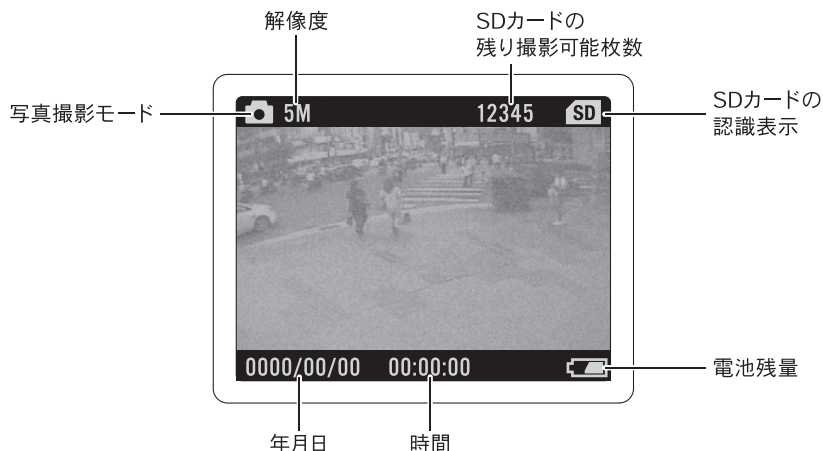 解像度
SDカードの
残り撮影可能枚数
写真撮影モード
5M
12345
SD
SDカードの
認識表示
0000/00/00
00:00:00
電池残量
年月日
時間